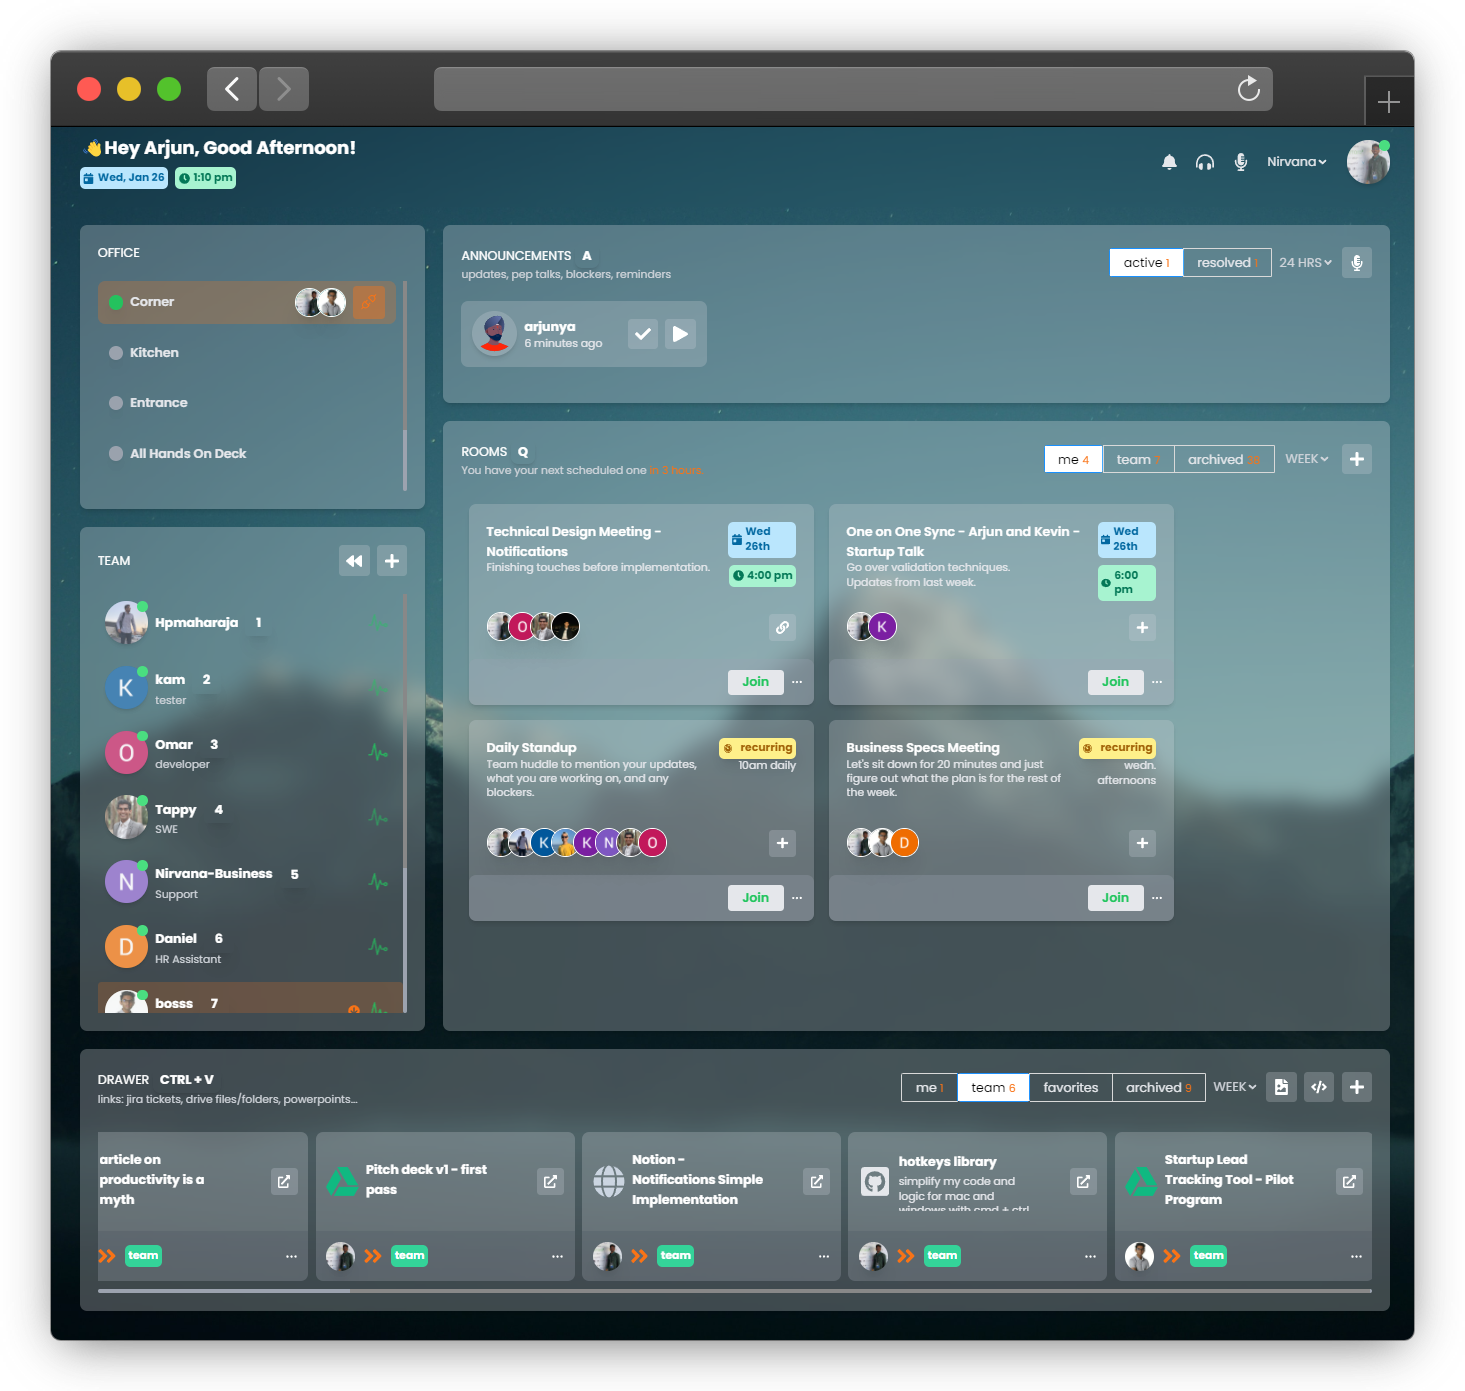 👋Hey Arjun, Good Afternoon!
Wed, Jan 26
1:10 pm
Nirvana
OFFICE
Corner
Kitchen
Entrance
All Hands On Deck
ANNOUNCEMENTS A
updates, pep talks, blockers, reminders
active 1
resolved 1
24 HRS
arjunya
6 minutes ago
ROOMS Q
You have your next scheduled one in 3 hours.
me 4
team 7
archived
WEEK
Technical Design Meeting -
Notifications
Finishing touches before implementation.
Wed
26th
4:00 pm
O
Join
One on One Sync - Arjun and Kevin -
Startup Talk
Go over validation techniques.
Updates from last week.
Wed
26th
6:00
pm
K
Join
Daily Standup
Team huddle to mention your updates,
what you are working on, and any
blockers.
recurring
10am daily
K
K
N
O
Join
Business Specs Meeting
Let's sit down for 20 minutes and just
figure out what the plan is for the rest of
the week.
recurring
wedn.
afternoons
D
Join
TEAM
Hpmaharaja 1
K
kam 2
tester
O
Omar 3
developer
Tappy 4
SWE
N
Nirvana-Business 5
Support
D
Daniel 6
HR Assistant
bosss 7
DRAWER CTRL + V
links: jira tickets, drive files/folders, powerpoints...
me 1
team 6
favorites
archived 9
WEEK
article on
productivity is a
myth
team
Pitch deck v1 - first
pass
team
Notion -
Notifications Simple
Implementation
team
hotkeys library
simplify my code and
logic for mac and
windows with cmd + ctrl
team
Startup Lead
Tracking Tool - Pilot
Program
team